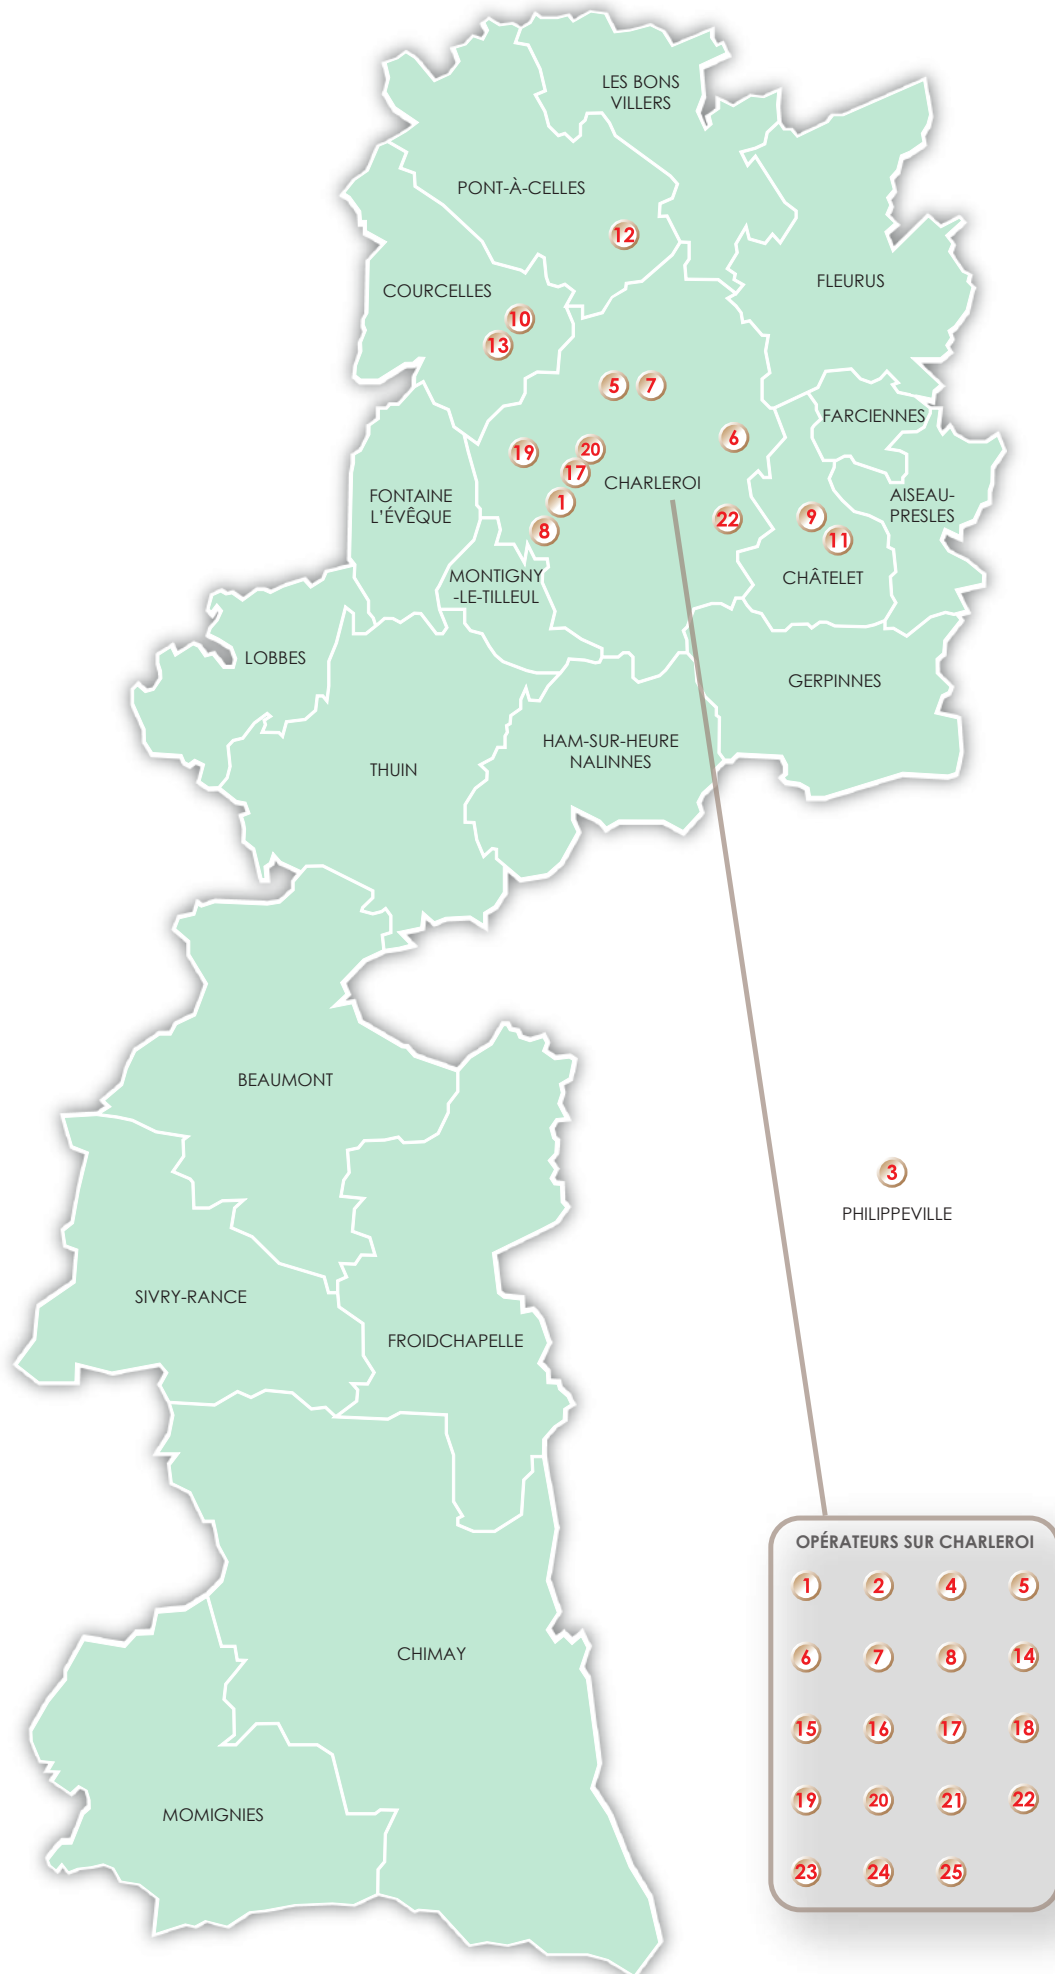 LES BONS
VILLERS
PONT-À-CELLES
12
COURCELLES
FLEURUS
10
13
5 7
FARCIENNES
6
19
20
17
CHARLEROI
FONTAINE
L'ÉVÊQUE
AISEAU-
PRESLES
1
9
22
8
11
MONTIGNY
-LE-TILLEUL
CHÂTELET
LOBBES
GERPINNES
HAM-SUR-HEURE
NALINNES
THUIN
BEAUMONT
3
PHILIPPEVILLE
SIVRY-RANCE
FROIDCHAPELLE
CHIMAY
MOMIGNIES
OPÉRATEURS SUR CHARLEROI
1 2 4 5
6 7 8 14
15 16 17 18
19 20 21 22
23 24 25